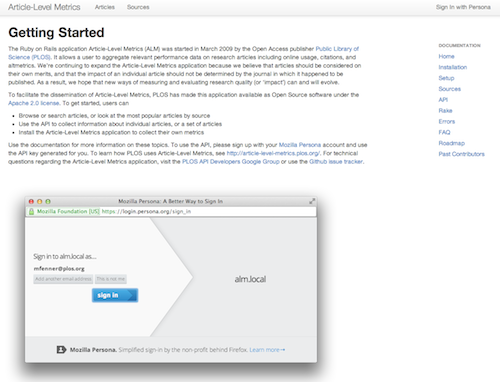 Article-Level Metrics Articles Sources Sign In with Persona
Getting Started
The Ruby on Rails application Article-Level Metrics (ALM) was started in March 2009 by the Open Access publisher Public Library
of Science (PLOS). It allows a user to aggregate relevant performance data on research articles including online usage, citations, and
altmetrics. We're continuing to expand the Article-Level Metrics application because we believe that articles should be considered on
their own merits, and that the impact of an individual article should not be determined by the journal in which it happened to be
published. As a result, we hope that new ways of measuring and evaluating research quality (or 'impact') can and will evolve.
To facilitate the dissemination of Article-Level Metrics, PLOS has made this application available as Open Source software under the
Apache 2.0 license. To get started, users can
• Browse or search articles, or look at the most popular articles by source
• Use the API to collect information about individual articles, or a set of articles
• Install the Article-Level Metrics application to collect their own metrics
Use the documentation for more information on these topics. To use the API, please sign up with your Mozilla Persona account and use
the API key generated for you. To learn how PLOS uses Article-Level Metrics, see http://article-level-metrics.plos.org/. For technical
questions regarding the Article-Level Metrics application, visit the PLOS API Developers Google Group or use the Github issue tracker.
DOCUMENTATION
Home
Installation
Setup
Sources
API
Rake
Errors
FAQ
Roadmap
Past Contributors
Mozilla Persona: A Better Way to Sign In
Mozilla Foundation [US] https://login.persona.org/sign_in
Sign in to alm.local as...
mfenner@plos.org
Add another email address This is not me
sign in
alm.local
Mozilla Persona. Simplified sign-in by the non-profit behind Firefox. Learn more→